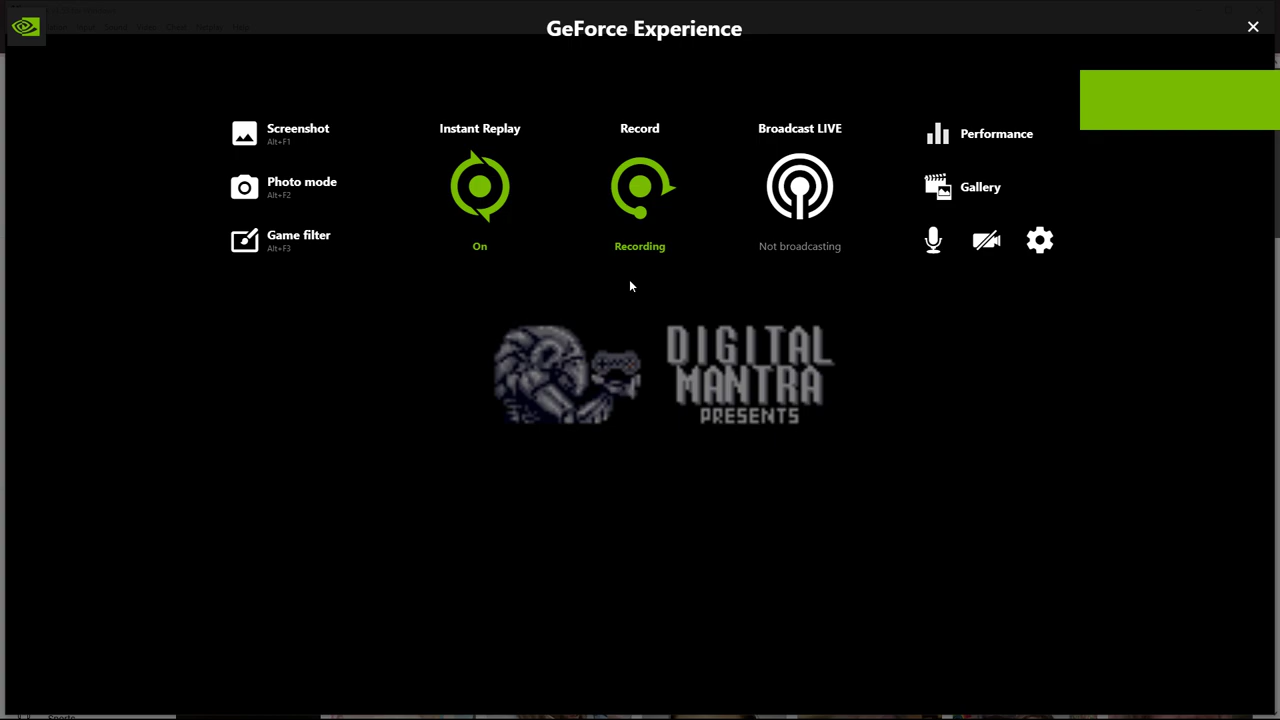 GeForce Experience
Screenshot
Alt+F1
Photo mode
Alt+F2
Game filter
Alt+F3
Instant Replay
On
Record
Recording
Broadcast LIVE
Not broadcasting
Performance
Gallery
DIGITAL
MANTRA
PRESENTS